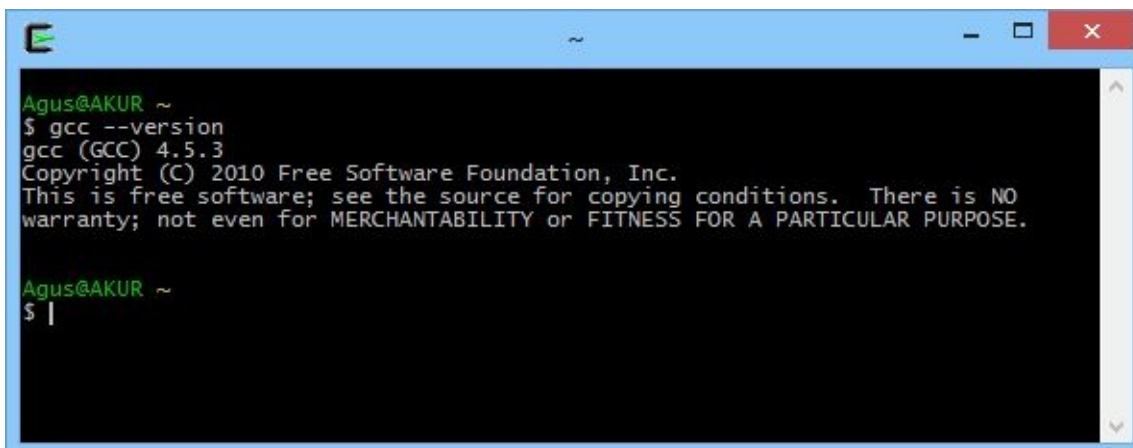 ~
Agus@AKUR ~
$ gcc --version
gcc (GCC) 4.5.3
Copyright (C) 2010 Free Software Foundation, Inc.
This is free software; see the source for copying conditions.  There is NO
warranty; not even for MERCHANTABILITY or FITNESS FOR A PARTICULAR PURPOSE.
Agus@AKUR ~
$